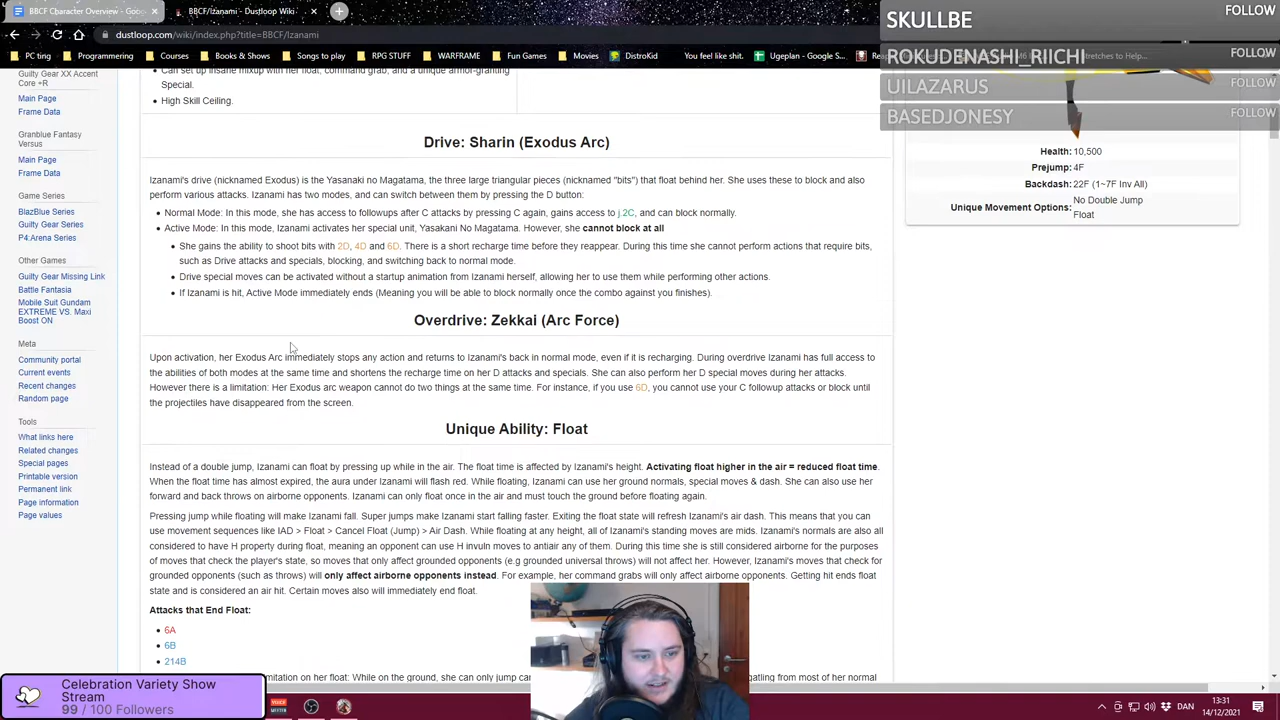 BBCF Character Overview - Goog
BBCF/Izanami - Dustloop Wiki
dustloop.com/wiki/index.php?title=BBCF/Izanami
PC ting
Programmering
Courses
Books & Shows
Songs to play
RPG STUFF
WARFRAME
Fun Games
Movies
DistroKid
You feel like shit.
Ugeplan - Google S
SKULLBE
FOLLOW
ROKUDENASHI_RIICHI
FOLLOW
UILAZARUS
FOLLOW
BASEDJONESY
FOLLOW
Guilty Gear XX Accent
Core +R
Main Page
Frame Data
Granblue Fantasy
Versus
Main Page
Frame Data
Game Series
BlazBlue Series
Guilty Gear Series
P4:Arena Series
Other Games
Guilty Gear Missing Link
Battle Fantasia
Mobile Suit Gundam
EXTREME VS. Maxi
Boost ON
Meta
Community portal
Current events
Recent changes
Random page
Tools
What links here
Related changes
Special pages
Printable version
Permanent link
Page information
Page values
Can set up insane mixup with her float, command grab, and a unique armor-granting
Special.
High Skill Ceiling.
Drive: Sharin (Exodus Arc)
Izanami's drive (nicknamed Exodus) is the Yasakani no Magatama, the three large triangular pieces (nicknamed "bits") that float behind her. She uses these to block and also
perform various attacks. Izanami has two modes, and can switch between them by pressing the D button:
Normal Mode: In this mode, she has access to followups after C attacks by pressing C again, gains access to j.2C, and can block normally.
Active Mode: In this mode, Izanami activates her special unit, Yasakani No Magatama. However, she cannot block at all
She gains the ability to shoot bits with 2D, 4D and 6D. There is a short recharge time before they reappear. During this time she cannot perform actions that require bits,
such as Drive attacks and specials, blocking, and switching back to normal mode.
Drive special moves can be activated without a startup animation from Izanami herself, allowing her to use them while performing other actions.
If Izanami is hit, Active Mode immediately ends (Meaning you will be able to block normally once the combo against you finishes).
Overdrive: Zekkai (Arc Force)
Upon activation, her Exodus Arc immediately stops any action and returns to Izanami's back in normal mode, even if it is recharging. During overdrive Izanami has full access to
the abilities of both modes at the same time and shortens the recharge time on her D attacks and specials. She can also perform her D special moves during her attacks.
However there is a limitation: Her Exodus arc weapon cannot do two things at the same time. For instance, if you use 6D, you cannot use your C followup attacks or block until
the projectiles have disappeared from the screen.
Unique Ability: Float
Instead of a double jump, Izanami can float by pressing up while in the air. The float time is affected by Izanami's height. Activating float higher in the air = reduced float time.
When the float time has almost expired, the aura under Izanami will flash red. While floating, Izanami can use her ground normals, special moves & dash. She can also use her
forward and back throws on airborne opponents. Izanami can only float once in the air and must touch the ground before floating again.
Pressing jump while floating will make Izanami fall. Super jumps make Izanami start falling faster. Exiting the float state will refresh Izanami's air dash. This means that you can
use movement sequences like IAD > Float > Cancel Float (Jump) > Air Dash. While floating at any height, all of Izanami's standing moves are mids. Izanami's normals are also all
considered to have H property during float, meaning an opponent can use H invuln moves to antiair any of them. During this time she is still considered airborne for the purposes
of moves that check the player's state, so moves that only affect grounded opponents (e.g grounded universal throws) will not affect her. However, Izanami's moves that check for
grounded opponents (such as throws) will only affect airborne opponents instead. For example, her command grabs will only affect airborne opponents. Getting hit ends float
state and is considered an air hit. Certain moves also will immediately end float.
Attacks that End Float:
6A
6B
214B
mitation on her float: While on the ground, she can only jump can
gating from most of her normal
Health: 10,500
Prejump: 4F
Backdash: 22F (1~7F Inv All)
Unique Movement Options: No Double Jump
Float
Celebration Variety Show
Stream
99 / 100 Followers
DAN
13:31
14/12/2021